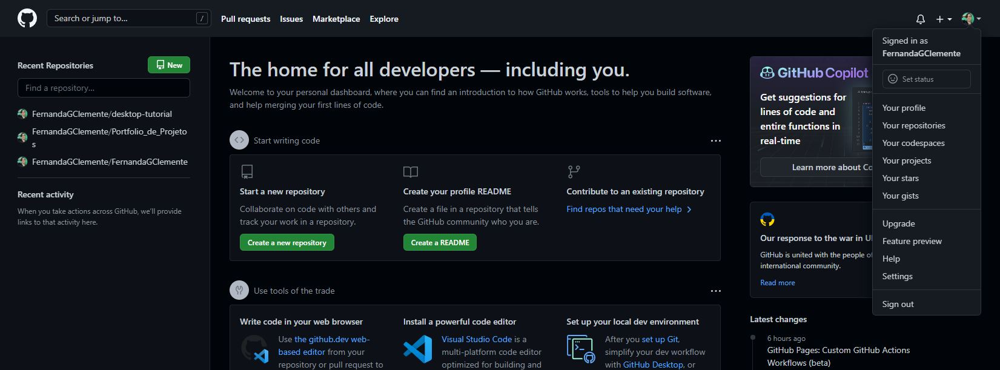 Search or jump to...
/
Pull requests
Issues
Marketplace
Explore
Signed in as
FernandaGClemente
Set status
Your profile
Your repositories
Your codespaces
Your projects
Your stars
Your gists
Upgrade
Feature preview
Help
Settings
Sign out
Recent Repositories
New
Find a repository...
FernandaGClemente/desktop-tutorial
FernandaGClemente/Portfolio_de_Projeto
s
FernandaGClemente/FernandaGClemente
Recent activity
When you take actions across GitHub, we'll provide
links to that activity here.
The home for all developers — including you.
Welcome to your personal dashboard, where you can find an introduction to how GitHub works, tools to help you build software,
and help merging your first lines of code.
Start writing code
Start a new repository
Collaborate on code with others and
track your work in a repository.
Create a new repository
Create your profile README
Create a file in a repository that tells
the GitHub community who you are.
Create a README
Contribute to an existing repository
Find repos that need your help
Use tools of the trade
Write code in your web browser
Use the github.dev web-
based editor from your
repository or pull request to
Install a powerful code editor
Visual Studio Code is a
multi-platform code editor
optimized for building and
Set up your local dev environment
After you set up Git,
simplify your dev workflow
with GitHub Desktop, or
GitHub Copilot
Get suggestions for
lines of code and
entire functions in
real-time
Learn more about Co
Our response to the war in U
GitHub is united with the people of
international community.
Read more
Latest changes
6 hours ago
GitHub Pages: Custom GitHub Actions
Workflows (beta)